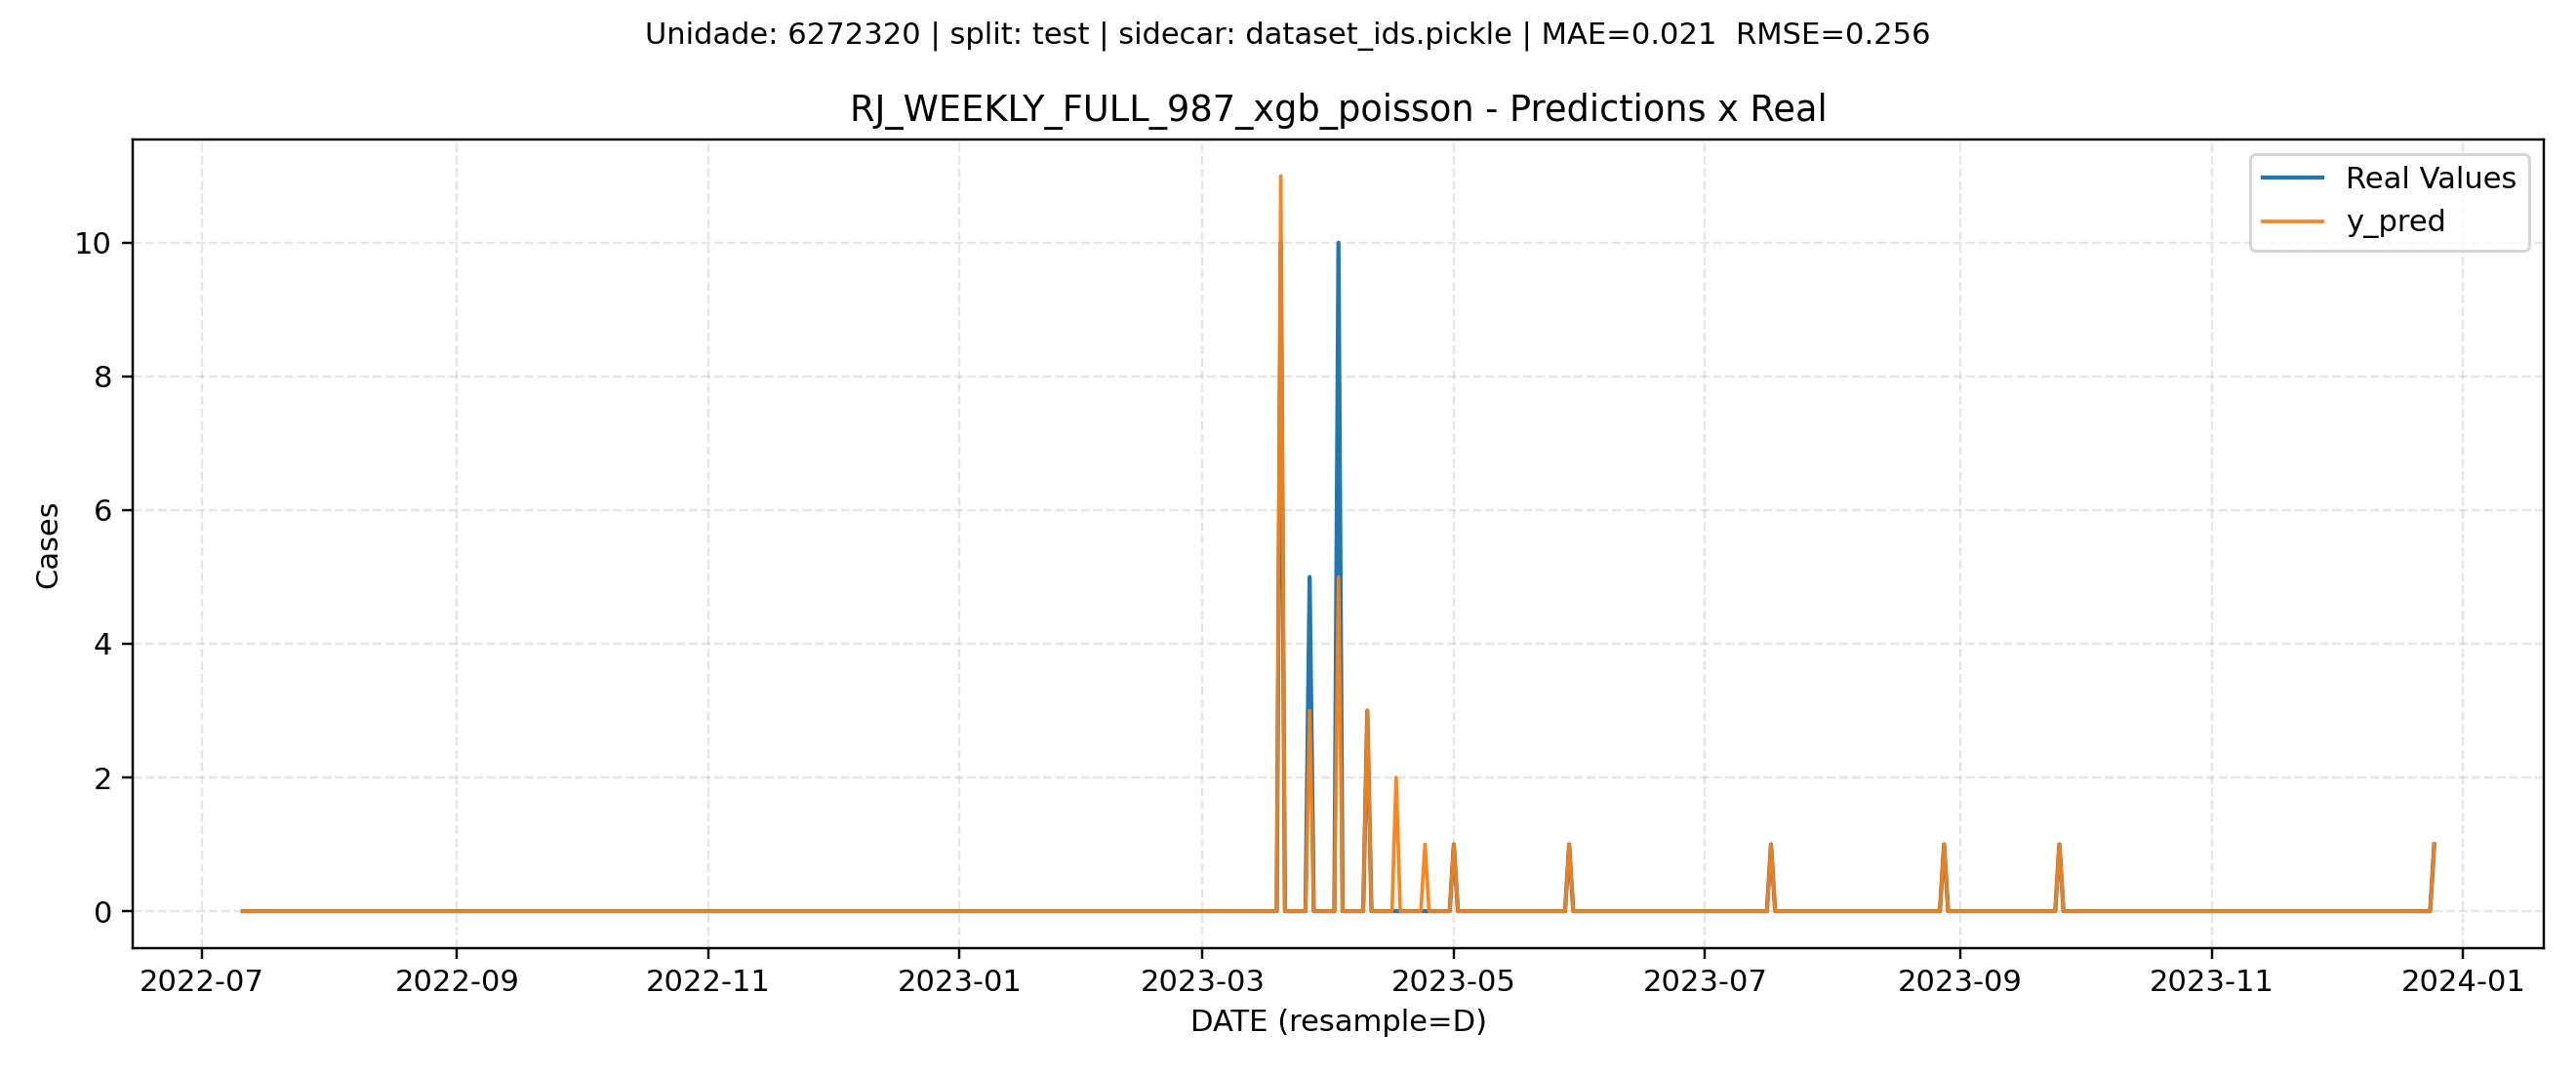 Unidade: 6272320 | split: test | sidecar: dataset_ids.pickle | MAE=0.021  RMSE=0.256
RJ_WEEKLY_FULL_987_xgb_poisson - Predictions x Real
Real Values
y_pred
10
8
6
4
2
0
Cases
2022-07
2022-09
2022-11
2023-01
2023-03
2023-05
2023-07
2023-09
2023-11
2024-01
DATE (resample=D)